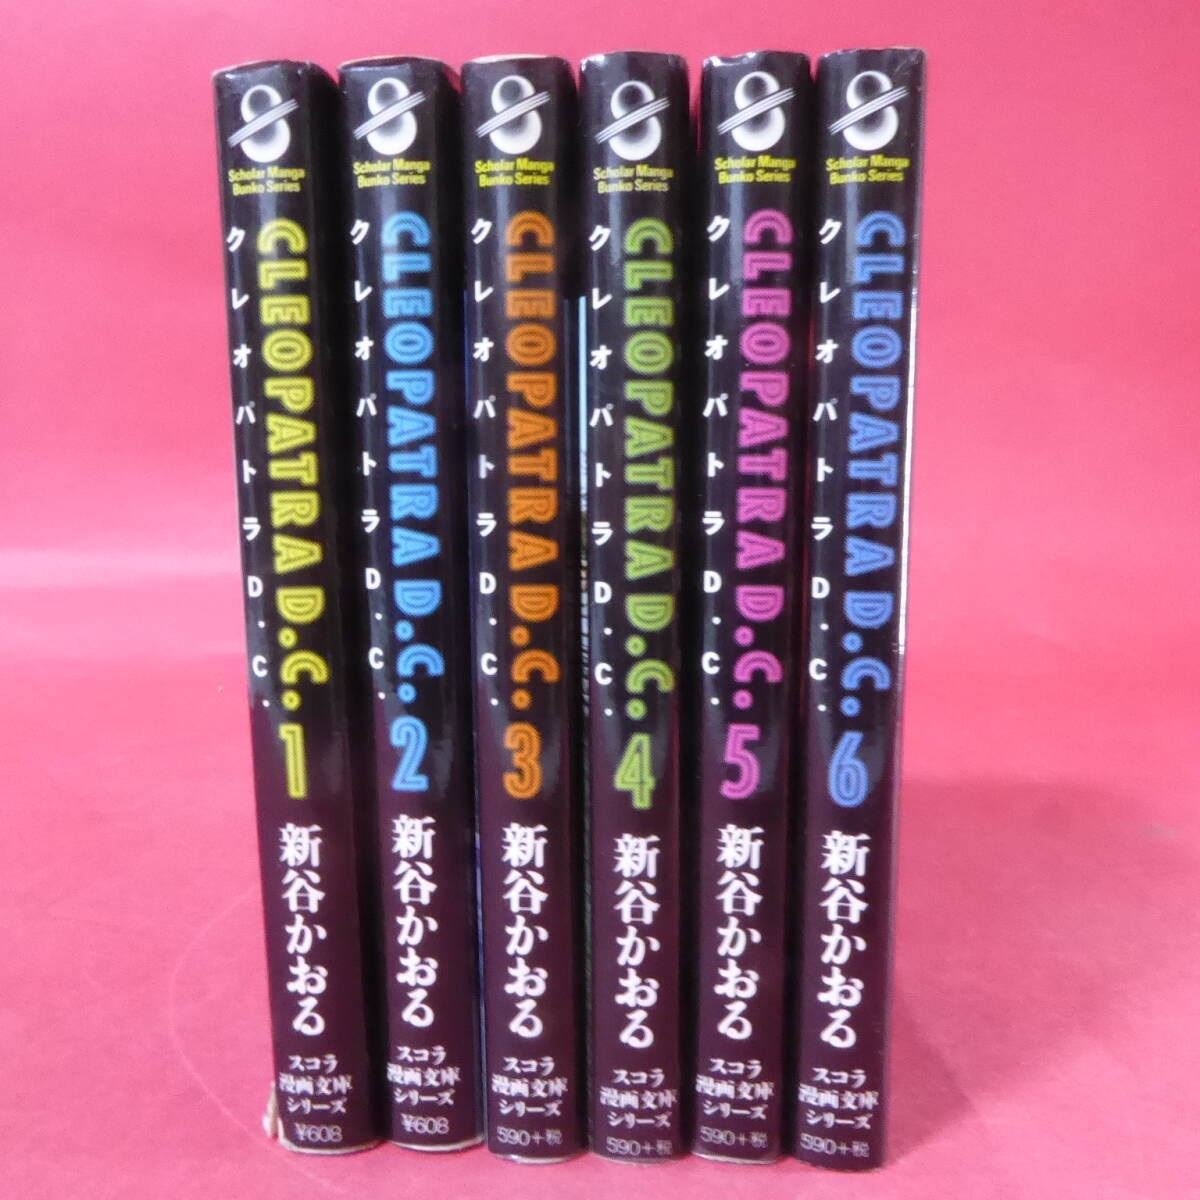 Scholar Manga
Bunko Series
CLEOPATRA D.C. 1
クレオパトラD.C.
新谷かおる
スコラ
漫画文庫
シリーズ
¥608
Scholar Manga
Bunko Series
CLEOPATRA D.C. 2
クレオパトラD.C.
新谷かおる
スコラ
漫画文庫
シリーズ
¥608
Scholar Manga
Bunko Series
CLEOPATRA D.C. 3
クレオパトラD.C.
新谷かおる
スコラ
漫画文庫
シリーズ
590+税
Scholar Manga
Bunko Series
CLEOPATRA D.C. 4
クレオパトラD.C.
新谷かおる
スコラ
漫画文庫
シリーズ
590+税
Scholar Manga
Bunko Series
CLEOPATRA D.C. 5
クレオパトラD.C.
新谷かおる
スコラ
漫画文庫
シリーズ
590+税
Scholar Manga
Bunko Series
CLEOPATRA D.C. 6
クレオパトラD.C.
新谷かおる
スコラ
漫画文庫
シリーズ
590+税